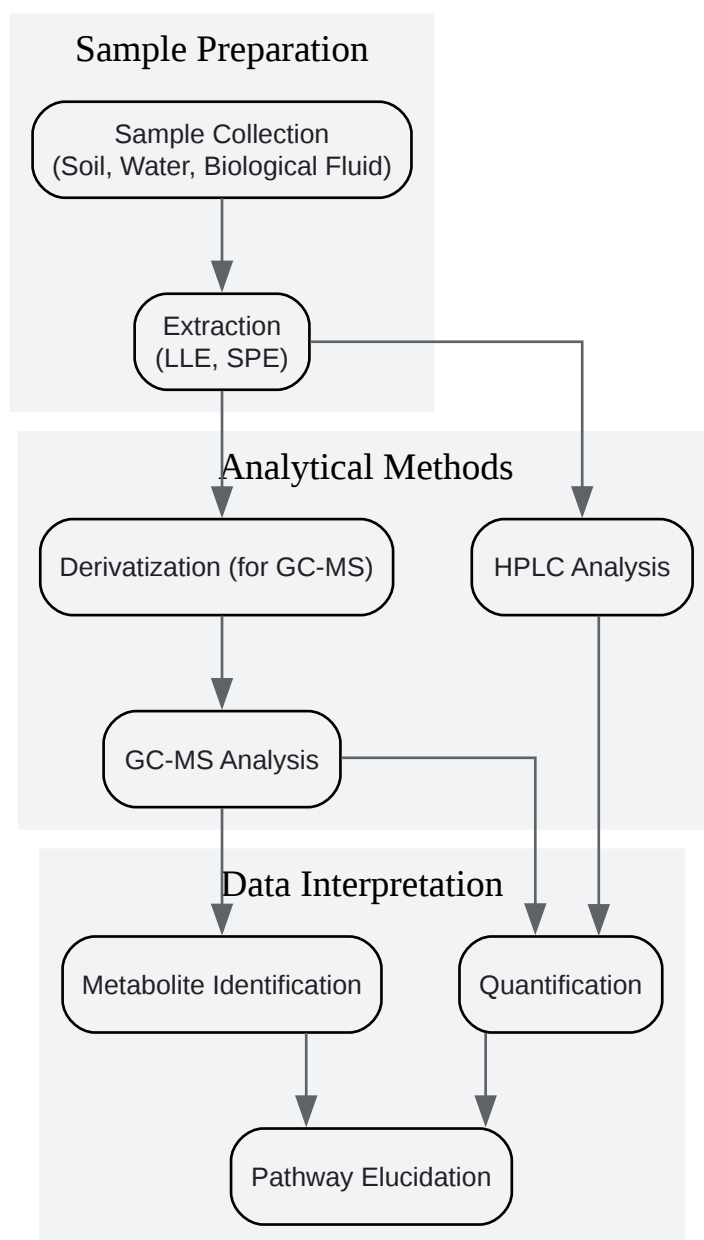 Sample Preparation
Sample Collection
(Soil, Water, Biological Fluid)
Extraction
(LLE, SPE)
Analytical Methods
Derivatization (for GC-MS)
HPLC Analysis
GC-MS Analysis
Data Interpretation
Metabolite Identification
Quantification
Pathway Elucidation